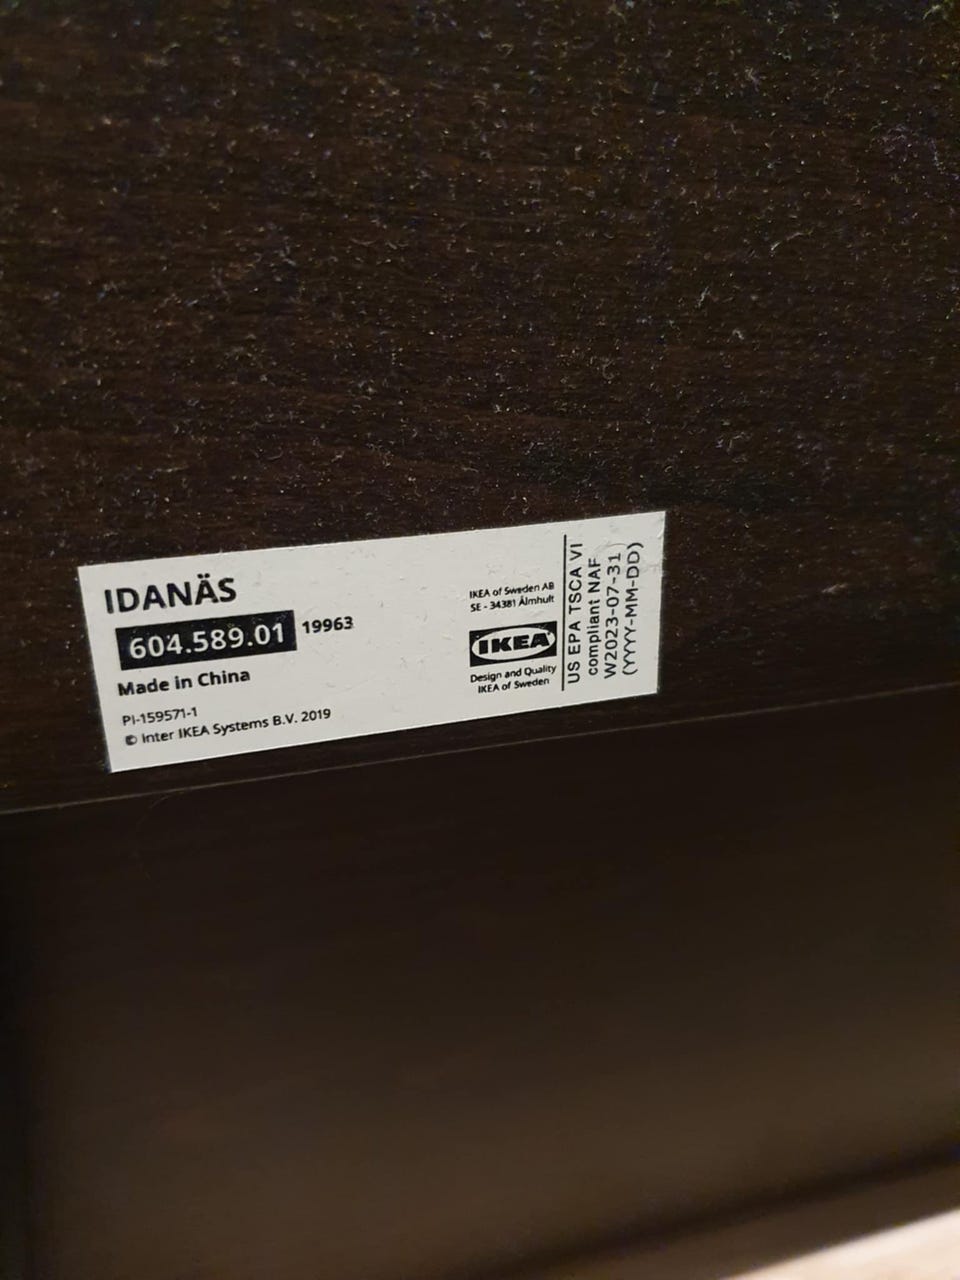 IDANÄS
604.589.01 19963
Made in China
PI-159571-1
© Inter IKEA Systems B.V. 2019
IKEA of Sweden AB
SE - 34381 Älmhult
IKEA
Design and Quality
IKEA of Sweden
US EPA TSCA VI
compliant NAF
W2023-07-31
(YYYY-MM-DD)